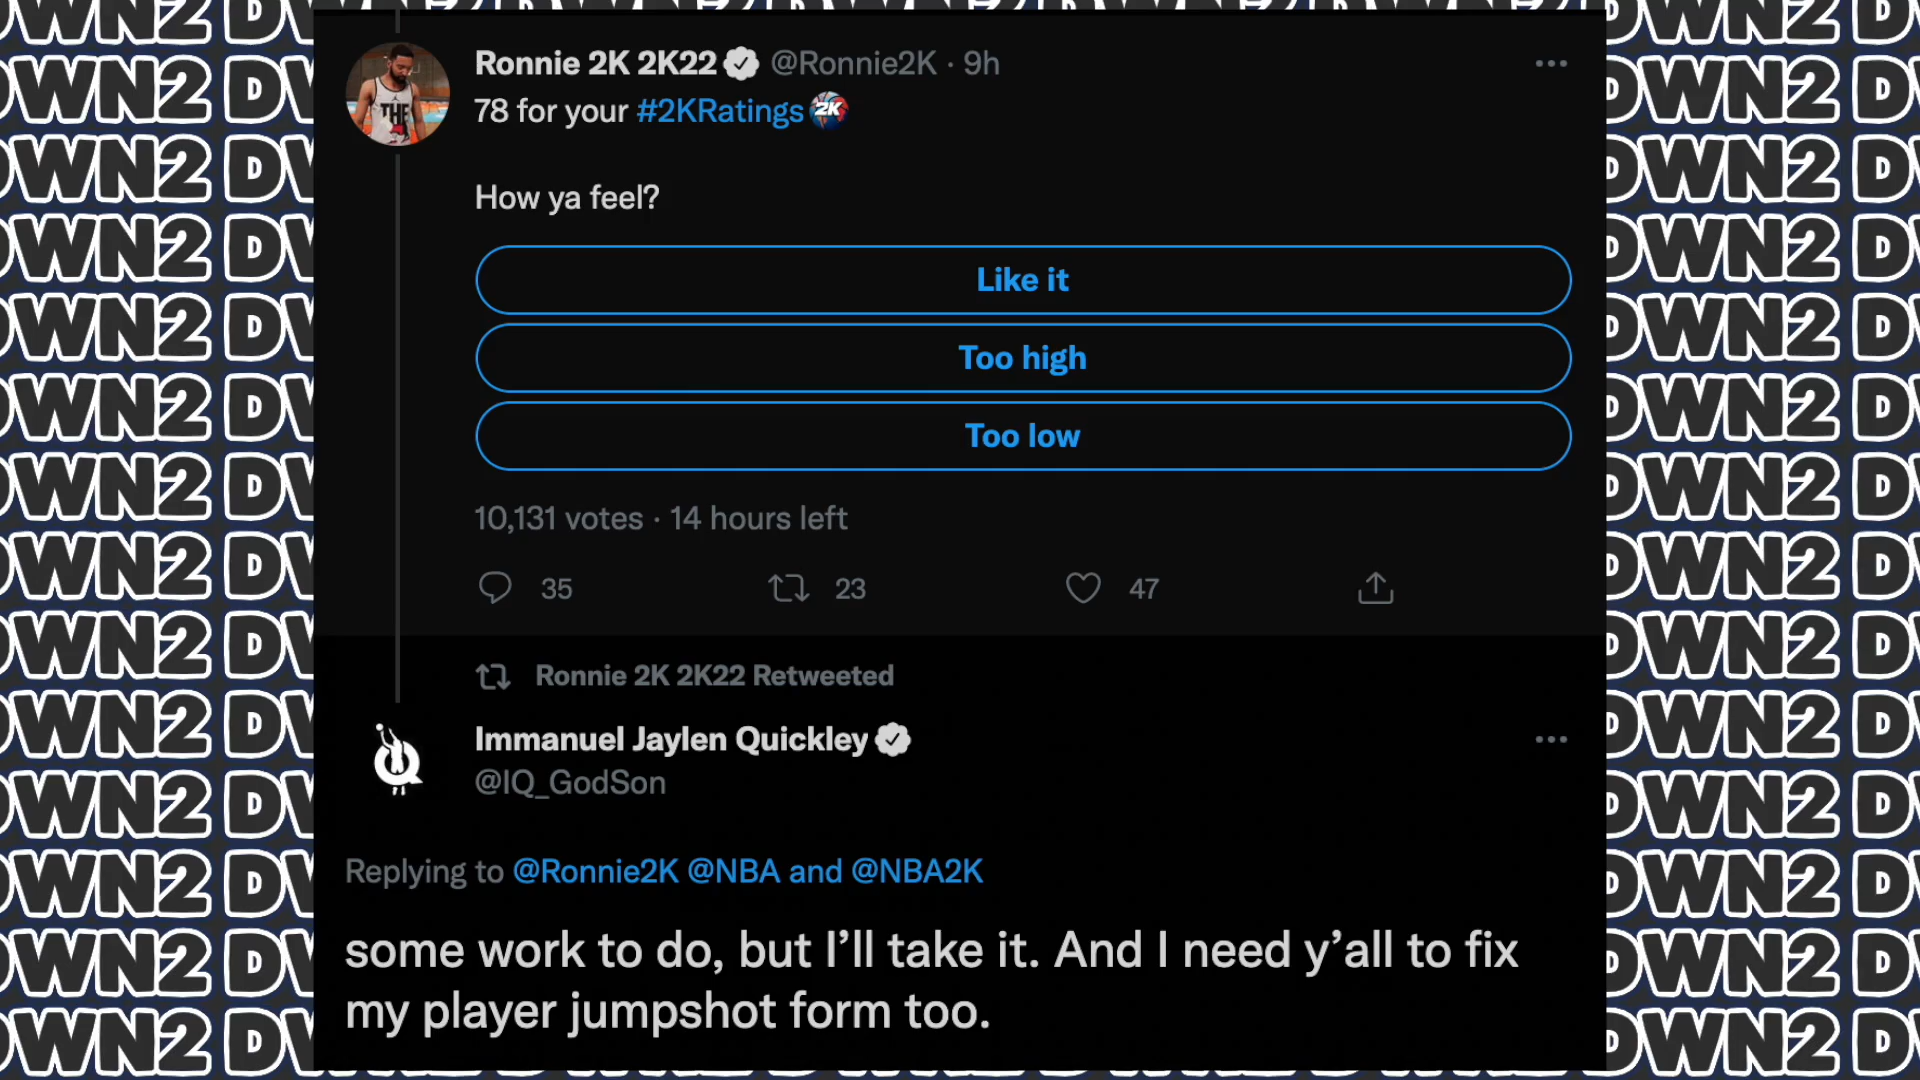 Ronnie 2K 2K22 @Ronnie2K · 9h
78 for your #2KRatings 2K
How ya feel?
Like it
Too high
Too low
10,131 votes · 14 hours left
35 23 47
Ronnie 2K 2K22 Retweeted
Immanuel Jaylen Quickley
@IQ_GodSon
Replying to @Ronnie2K @NBA and @NBA2K
some work to do, but I’ll take it. And I need y’all to fix
my player jumpshot form too.
THE
DWN2